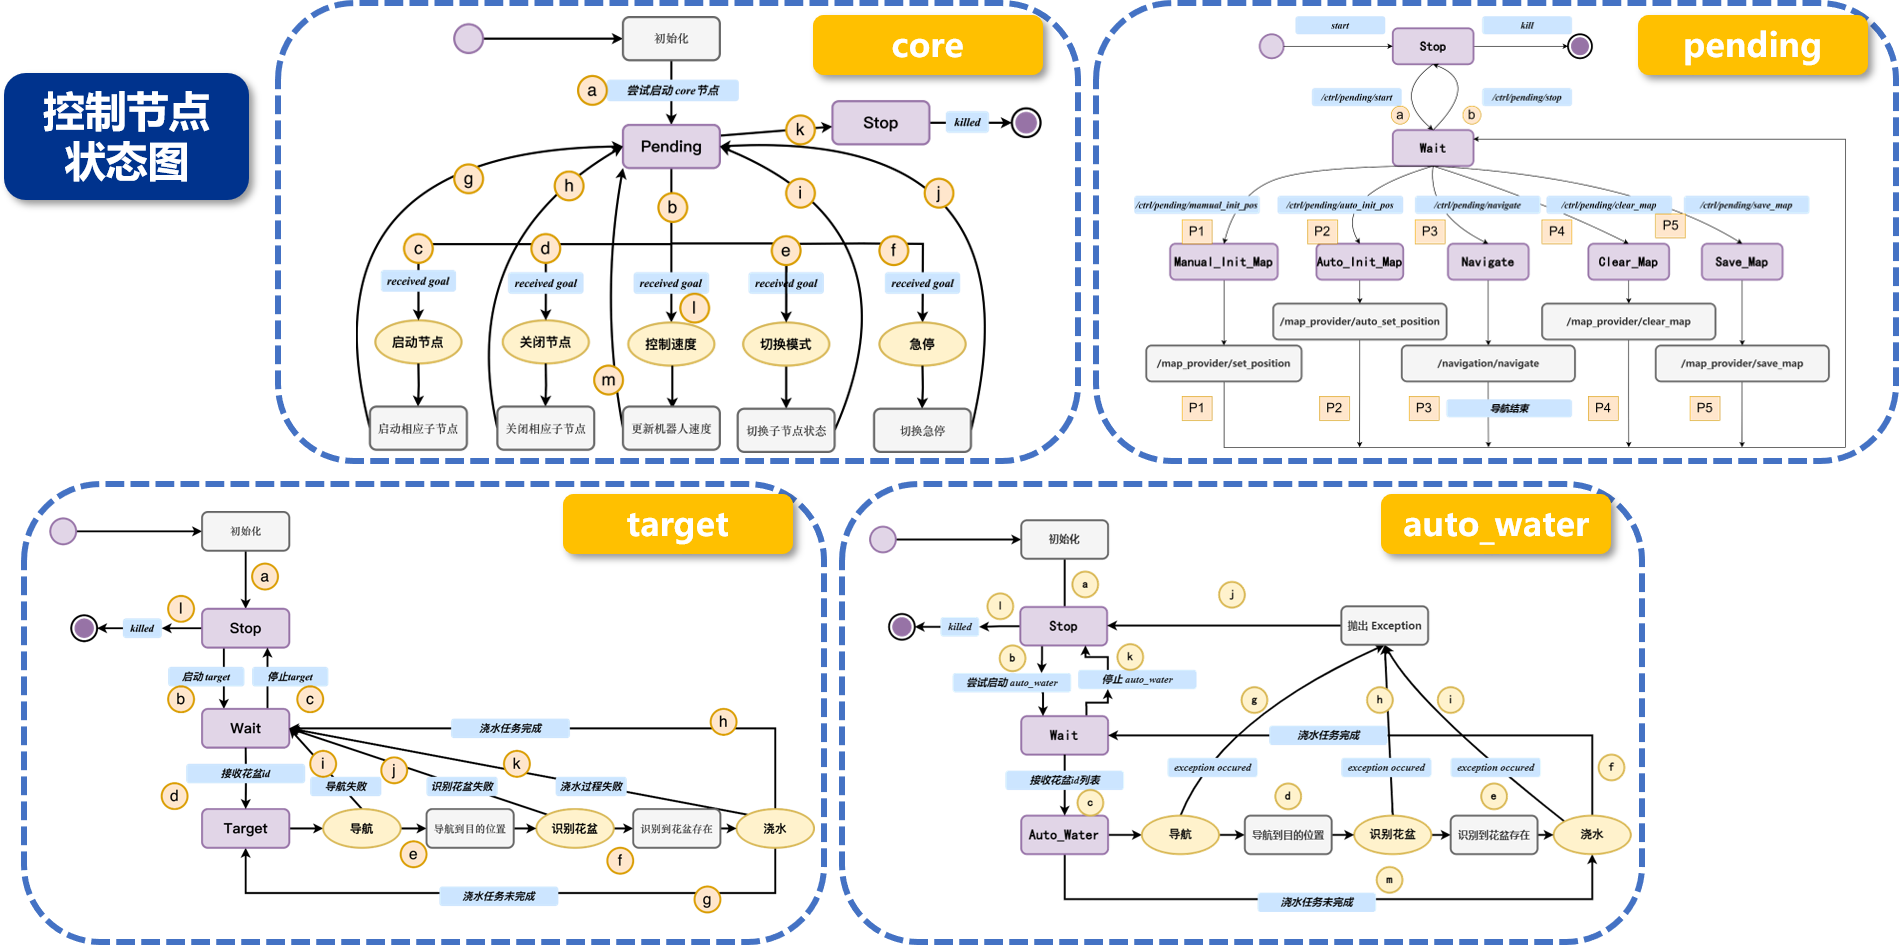 控制节点
状态图
core
初始化
a
尝试启动 core节点
Pending
k
Stop
killed
g
h
b
i
j
c
d
e
f
received goal
received goal
received goal
received goal
received goal
l
启动节点
关闭节点
控制速度
切换模式
急停
m
启动相应子节点
关闭相应子节点
更新机器人速度
切换子节点状态
切换急停
pending
start
kill
Stop
/ctrl/pending/start
/ctrl/pending/stop
a
b
Wait
/ctrl/pending/mamual_init_pos
/ctrl/pending/auto_init_pos
/ctrl/pending/navigate
/ctrl/pending/clear_map
/ctrl/pending/save_map
P1
P2
P3
P4
P5
Manual_Init_Map
Auto_Init_Map
Navigate
Clear_Map
Save_Map
/map_provider/auto_set_position
/map_provider/clear_map
/map_provider/set_position
/navigation/navigate
/map_provider/save_map
P1
P2
P3
导航结束
P4
P5
target
初始化
a
l
killed
Stop
启动 target
停止target
b
c
Wait
浇水任务完成
h
接收花盆id
i
j
k
导航失败
识别花盆失败
浇水过程失败
d
Target
导航
导航到目的位置
识别花盆
识别到花盆存在
浇水
e
f
浇水任务未完成
g
auto_water
初始化
a
j
l
killed
Stop
抛出 Exception
b
k
尝试启动 auto_water
停止 auto_water
g
h
i
Wait
浇水任务完成
接收花盆id列表
exception occured
exception occured
exception occured
f
c
d
e
Auto_Water
导航
导航到目的位置
识别花盆
识别到花盆存在
浇水
m
浇水任务未完成